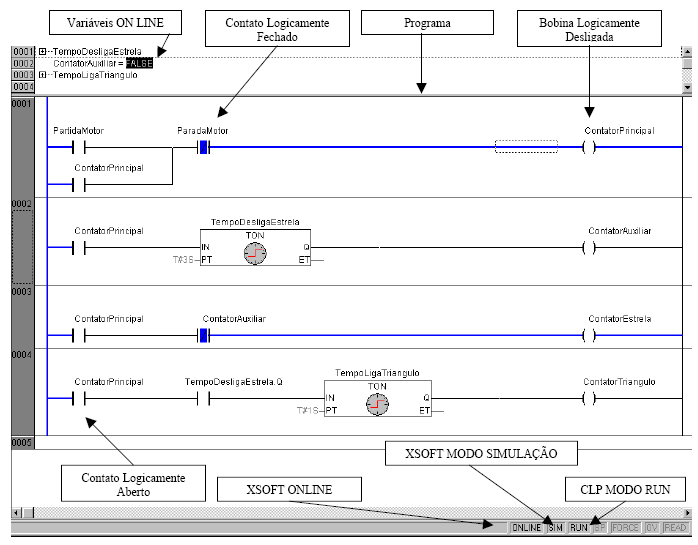 Variáveis ON LINE
Contato Logicamente
Fechado
Programa
Bobina Logicamente
Desligada
0001 TempoDesligaEstrela
0002 ContatorAuxiliar = FALSE
0003 TempoLigaTriangulo
0004
0001
PartidaMotor ParadaMotor ContatorPrincipal
ContatorPrincipal
0002
TempoDesligaEstrela
ContatorPrincipal TON ContatorAuxiliar
IN Q
T#3S PT ET
0003
ContatorPrincipal ContatorAuxiliar ContatorEstrela
0004
TempoLigaTriangulo
ContatorPrincipal TempoDesligaEstrela.Q TON ContatorTriangulo
IN Q
T#1S PT ET
0005
Contato Logicamente
Aberto
XSOFT MODO SIMULAÇÃO
XSOFT ONLINE
CLP MODO RUN
ONLINE SIM RUN BP FORCE OV READ